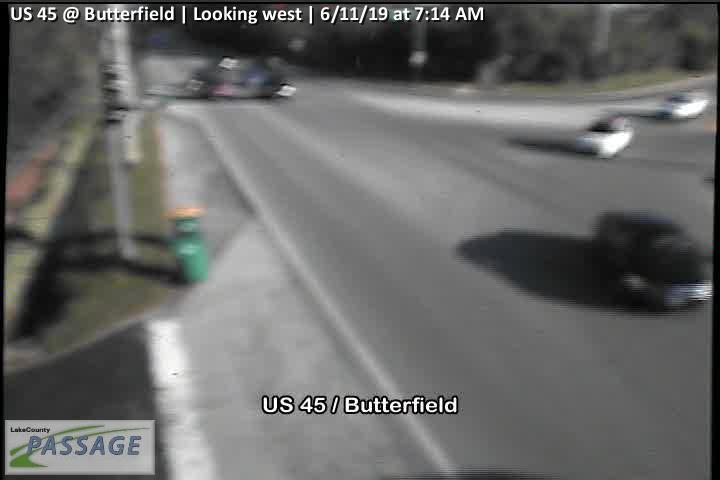 US 45 @ Butterfield | Looking west | 6/11/19 at 7:14 AM
US 45 / Butterfield
LakeCounty
PASSAGE